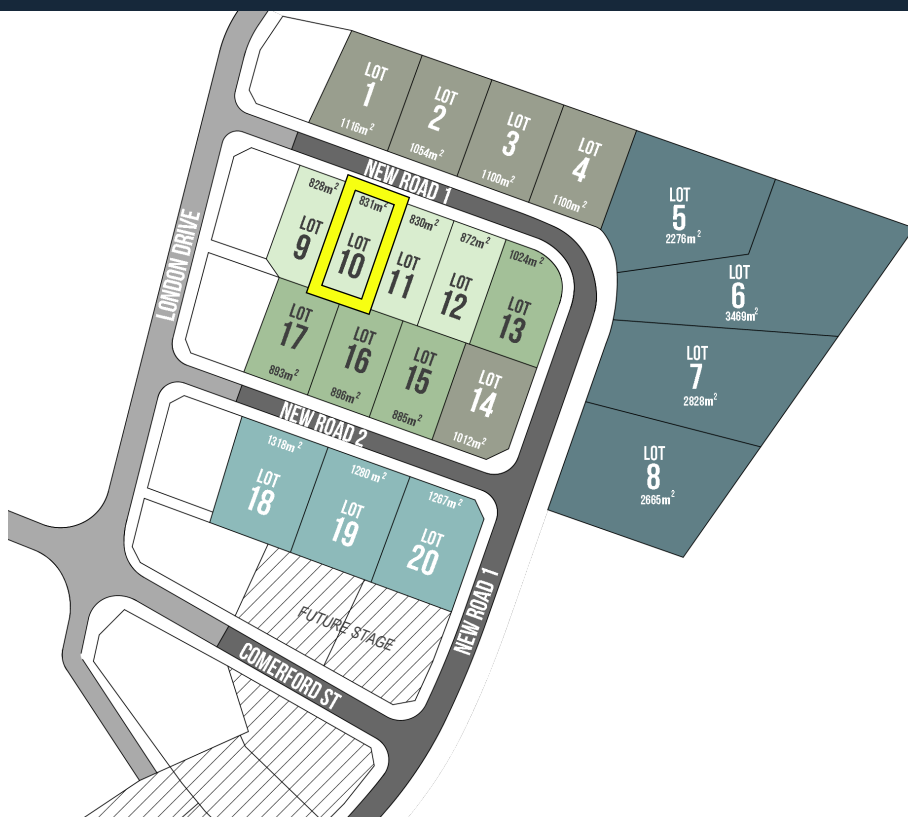 LOT
1
1116m²
LOT
2
1054m²
LOT
3
1100m²
LOT
4
1100m²
LOT
5
2276m²
LOT
6
3469m²
LOT
7
2828m²
LOT
8
2665m²
NEW ROAD 1
LONDON DRIVE
828m²
LOT
9
831m²
LOT
10
830m²
LOT
11
872m²
LOT
12
1024m²
LOT
13
LOT
17
893m²
LOT
16
896m²
LOT
15
885m²
LOT
14
1012m²
NEW ROAD 2
1318m²
LOT
18
1280 m²
LOT
19
1267m²
LOT
20
NEW ROAD 1
FUTURE STAGE
COMERFORD ST